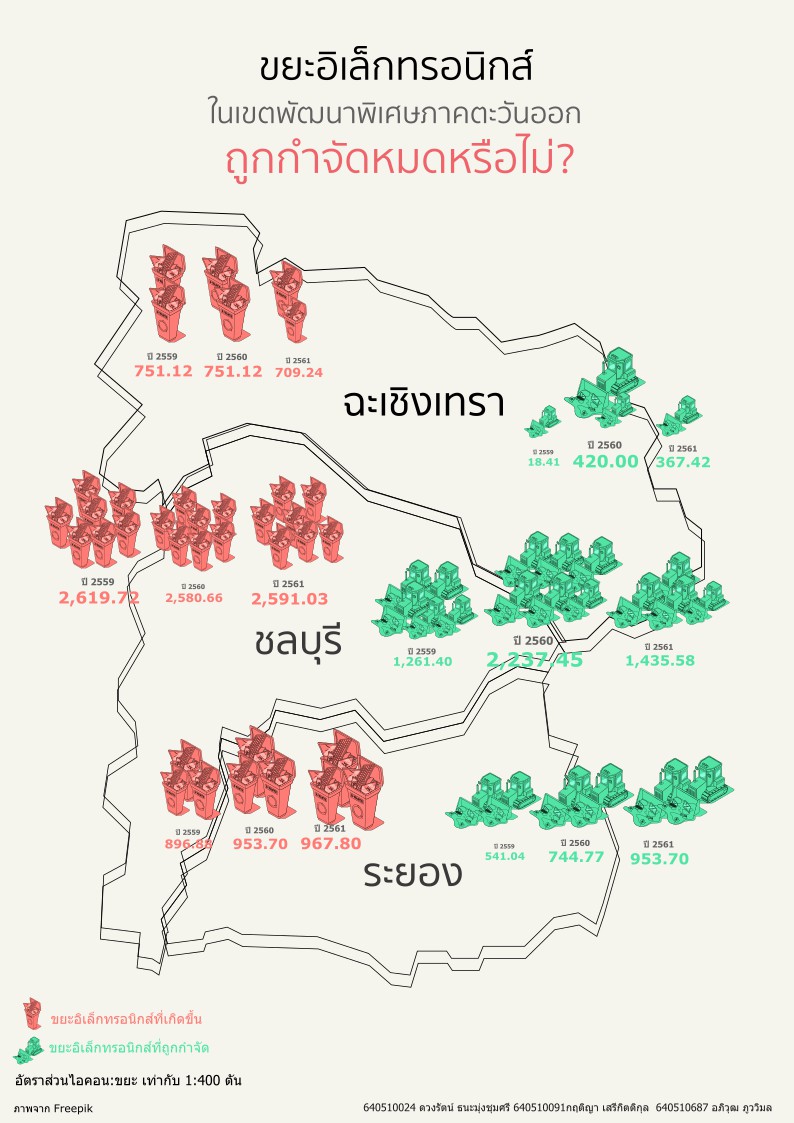 ขยะอิเล็กทรอนิกส์
ในเขตพัฒนาพิเศษภาคตะวันออก
ถูกกำจัดหมดหรือไม่?
ปี 2559
751.12
ปี 2560
751.12
ปี 2561
709.24
ฉะเชิงเทรา
ปี 2559
18.41
ปี 2560
420.00
ปี 2561
367.42
ปี 2559
2,619.72
ปี 2560
2,580.66
ปี 2561
2,591.03
ชลบุรี
ปี 2559
1,261.40
ปี 2560
2,237.45
ปี 2561
1,435.58
ปี 2559
896.88
ปี 2560
953.70
ปี 2561
967.80
ระยอง
ปี 2559
541.04
ปี 2560
744.77
ปี 2561
953.70
ขยะอิเล็กทรอนิกส์ที่เกิดขึ้น
ขยะอิเล็กทรอนิกส์ที่ถูกกำจัด
อัตราส่วนไอคอน:ขยะ เท่ากับ 1:400 ตัน
ภาพจาก Freepik
640510024 ดวงรัตน์ ธนะมุ่งชุมศรี 640510091กฤติญา เสรีกิตติกุล 640510687 อภิวุฒ ภูววิมล